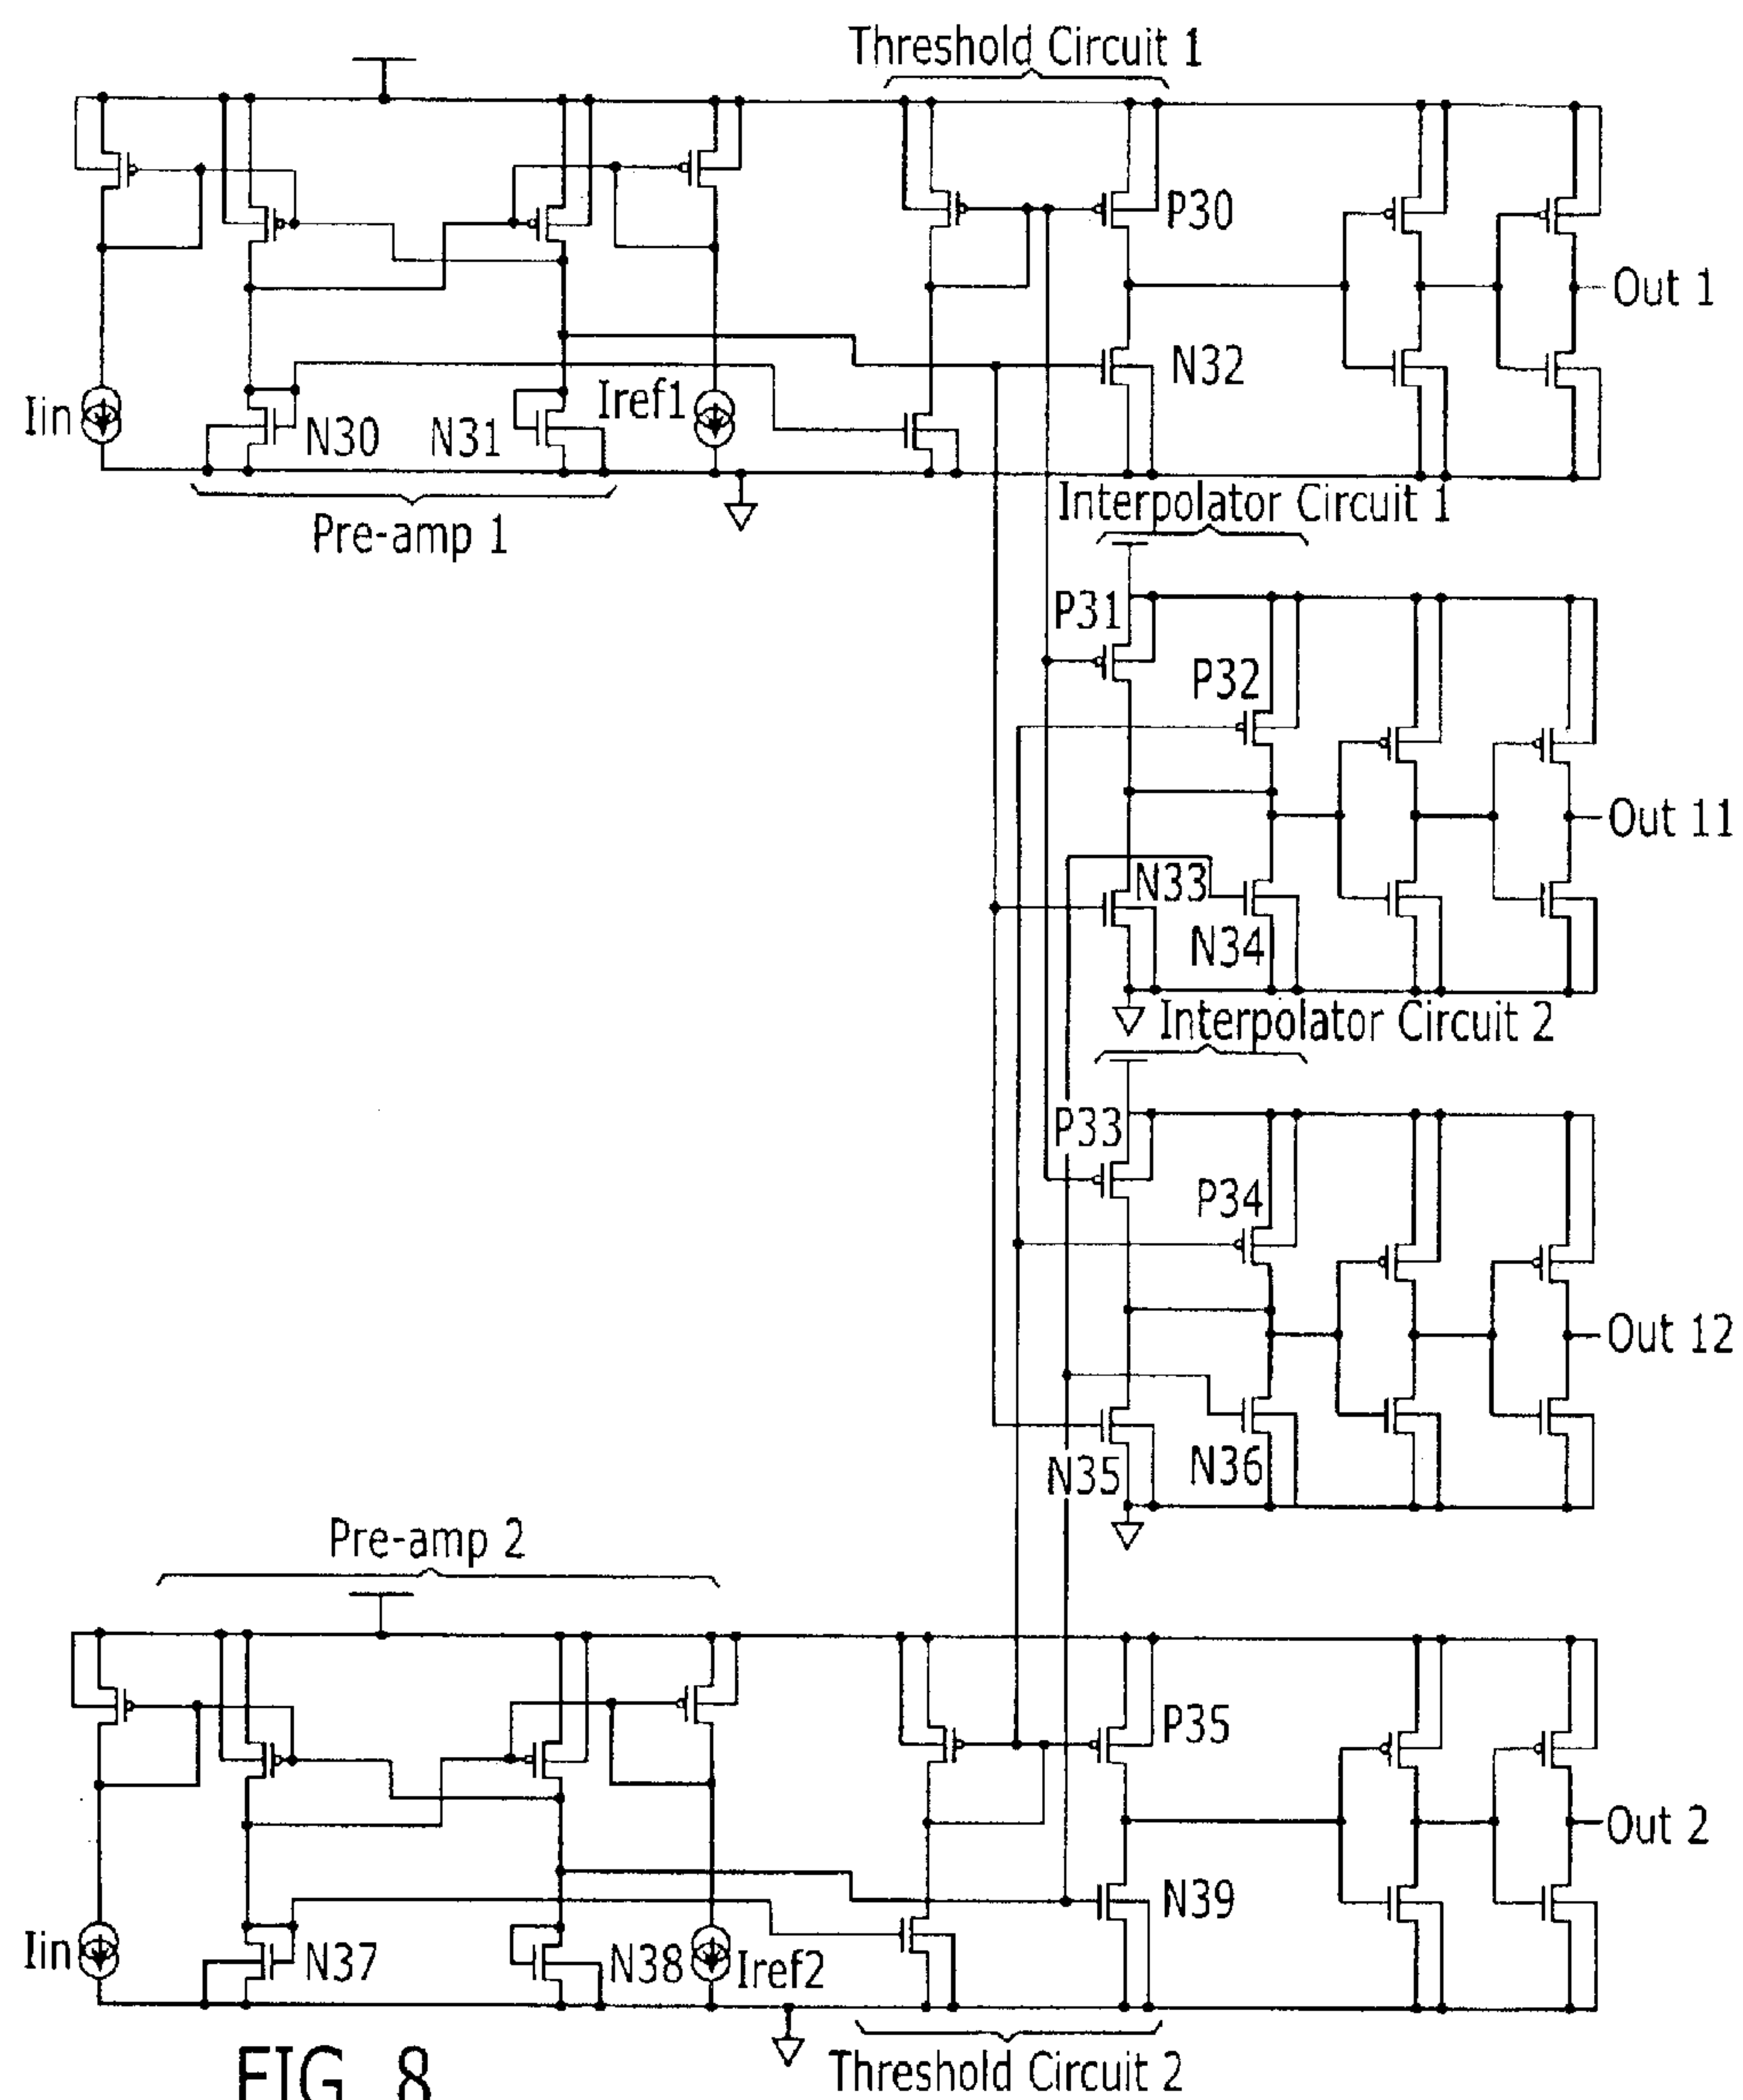 Threshold Circuit 1
P30
Out 1
N32
Iin
N30
N31
Iref1
Pre-amp 1
Interpolator Circuit 1
P31
P32
Out 11
N33
N34
Interpolator Circuit 2
P33
P34
Out 12
N35
N36
Pre-amp 2
P35
Out 2
N39
Iin
N37
N38
Iref2
Threshold Circuit 2
FIG. 8